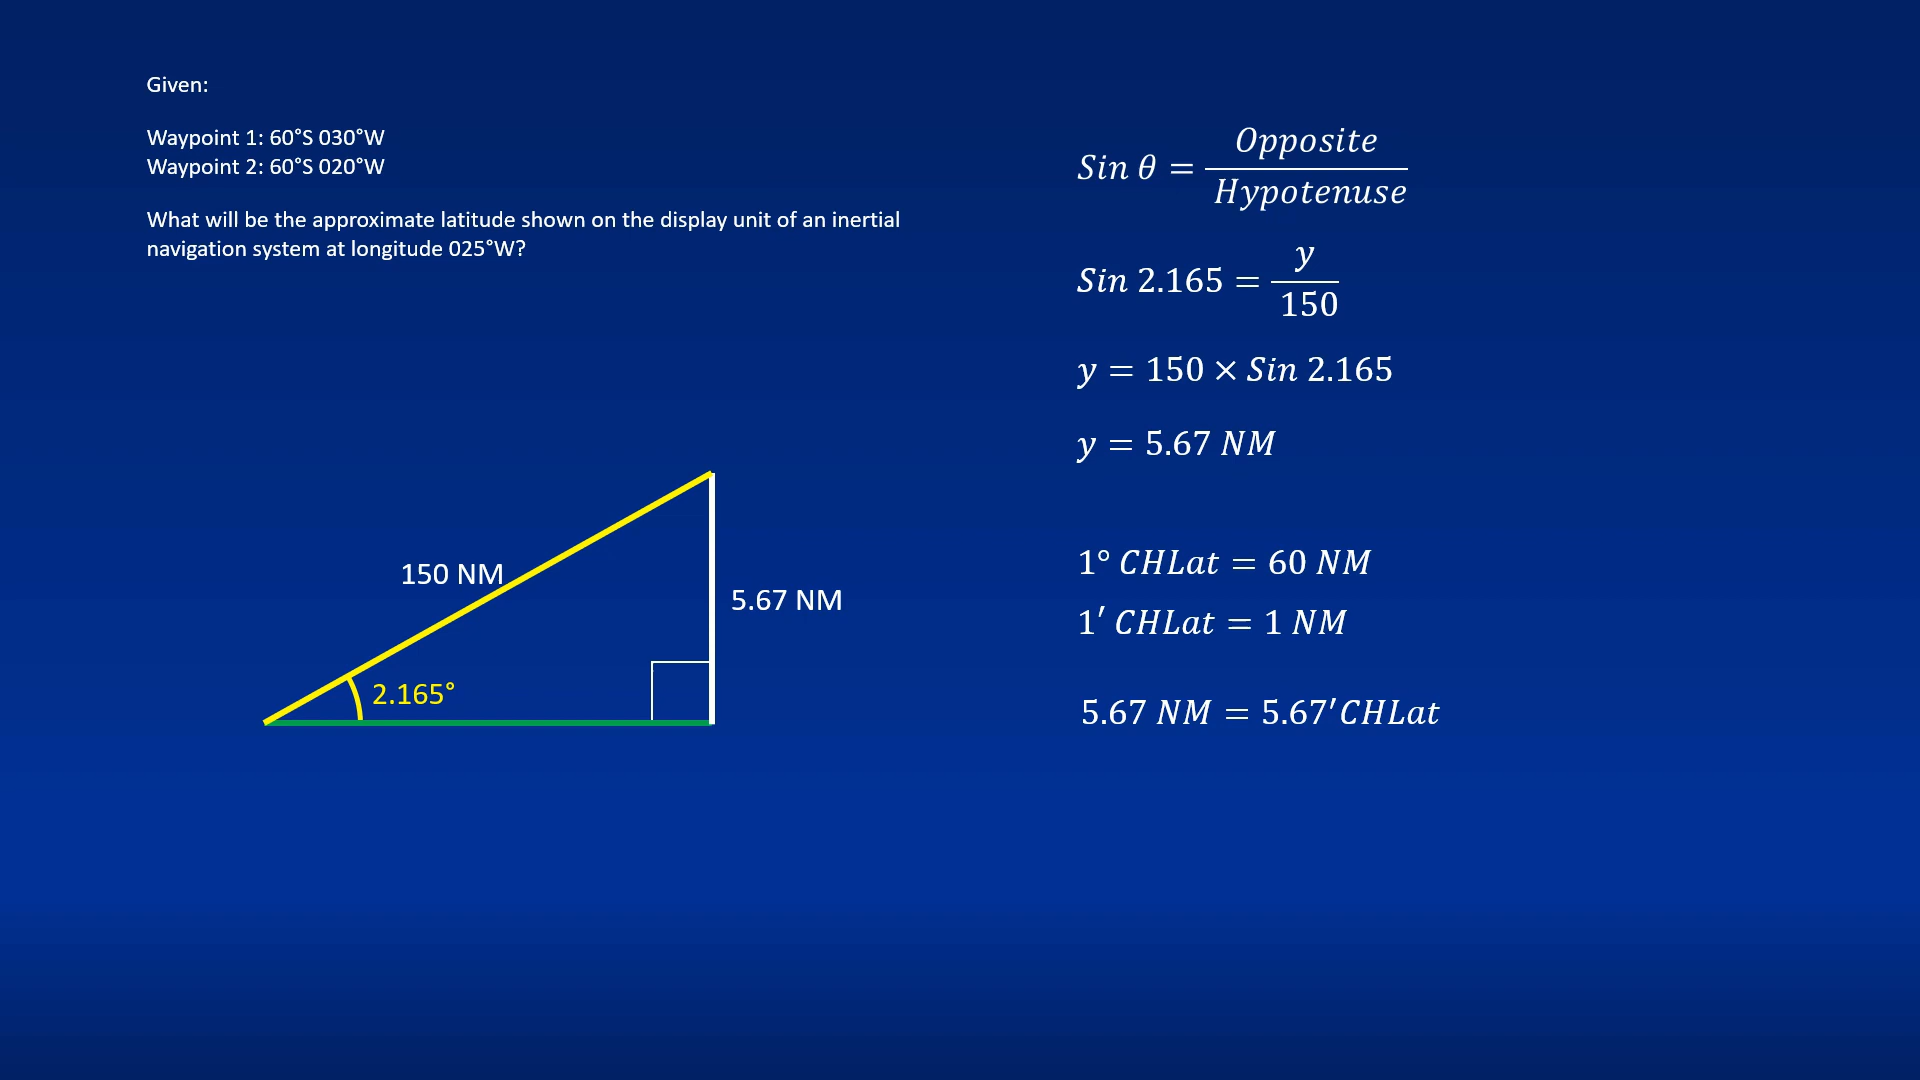 Given:
Waypoint 1: 60°S 030°W
Waypoint 2: 60°S 020°W
What will be the approximate latitude shown on the display unit of an inertial
navigation system at longitude 025°W?
Sin θ = Opposite / Hypotenuse
Sin 2.165 = y / 150
y = 150 × Sin 2.165
y = 5.67 NM
1° CHLat = 60 NM
1′ CHLat = 1 NM
5.67 NM = 5.67′CHLat
150 NM
5.67 NM
2.165°